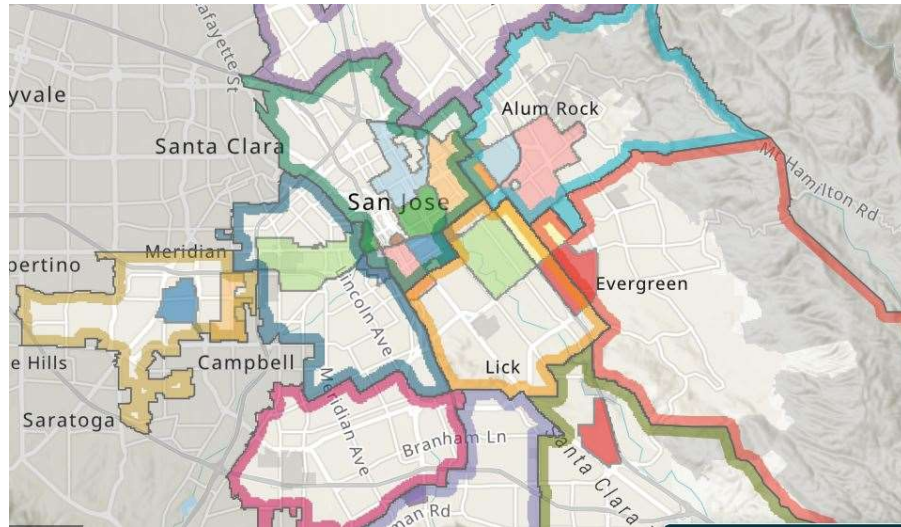 afayette St
yvale
Alum Rock
Santa Clara
Mt Hamilton Rd
San Jose
Meridian
pertino
Evergreen
Lincoln Ave
e Hills
Campbell
Lick
Meridian Ave
Saratoga
Branham Ln
Santa Clara
man Rd